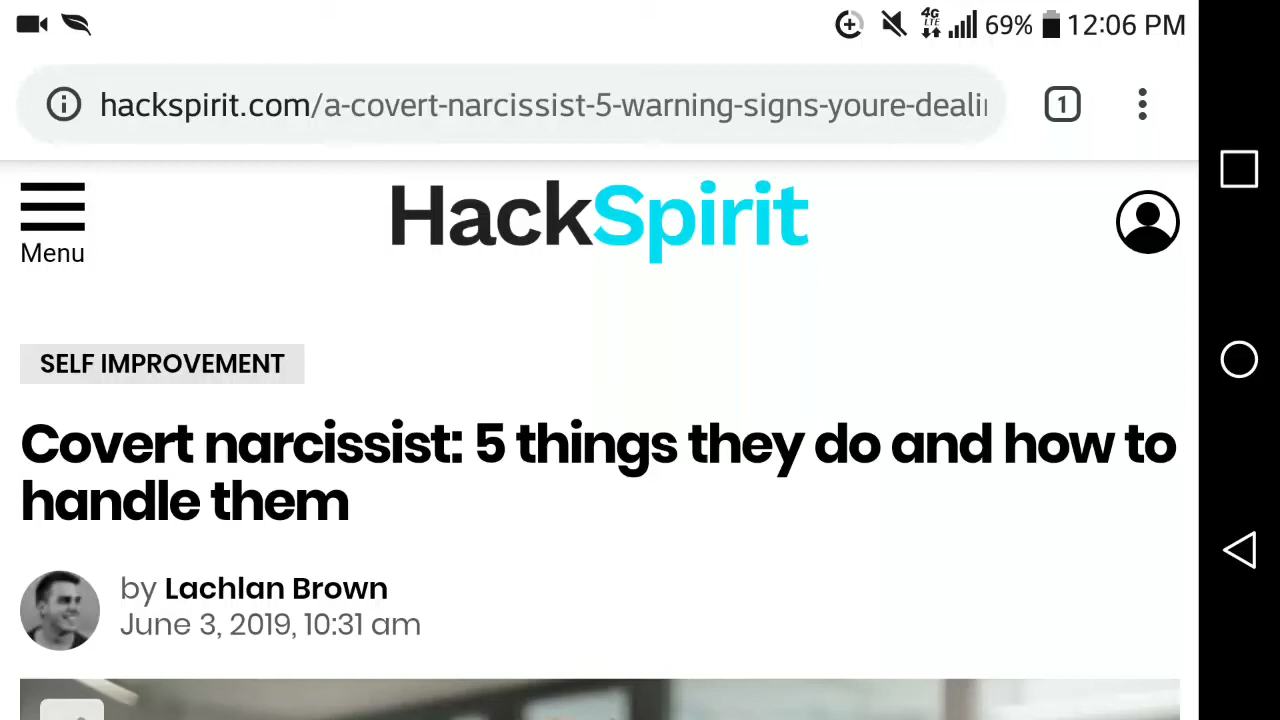 4G LTE 69% 12:06 PM
hackspirit.com/a-covert-narcissist-5-warning-signs-youre-deali
1
Menu
HackSpirit
SELF IMPROVEMENT
Covert narcissist: 5 things they do and how to
handle them
by Lachlan Brown
June 3, 2019, 10:31 am